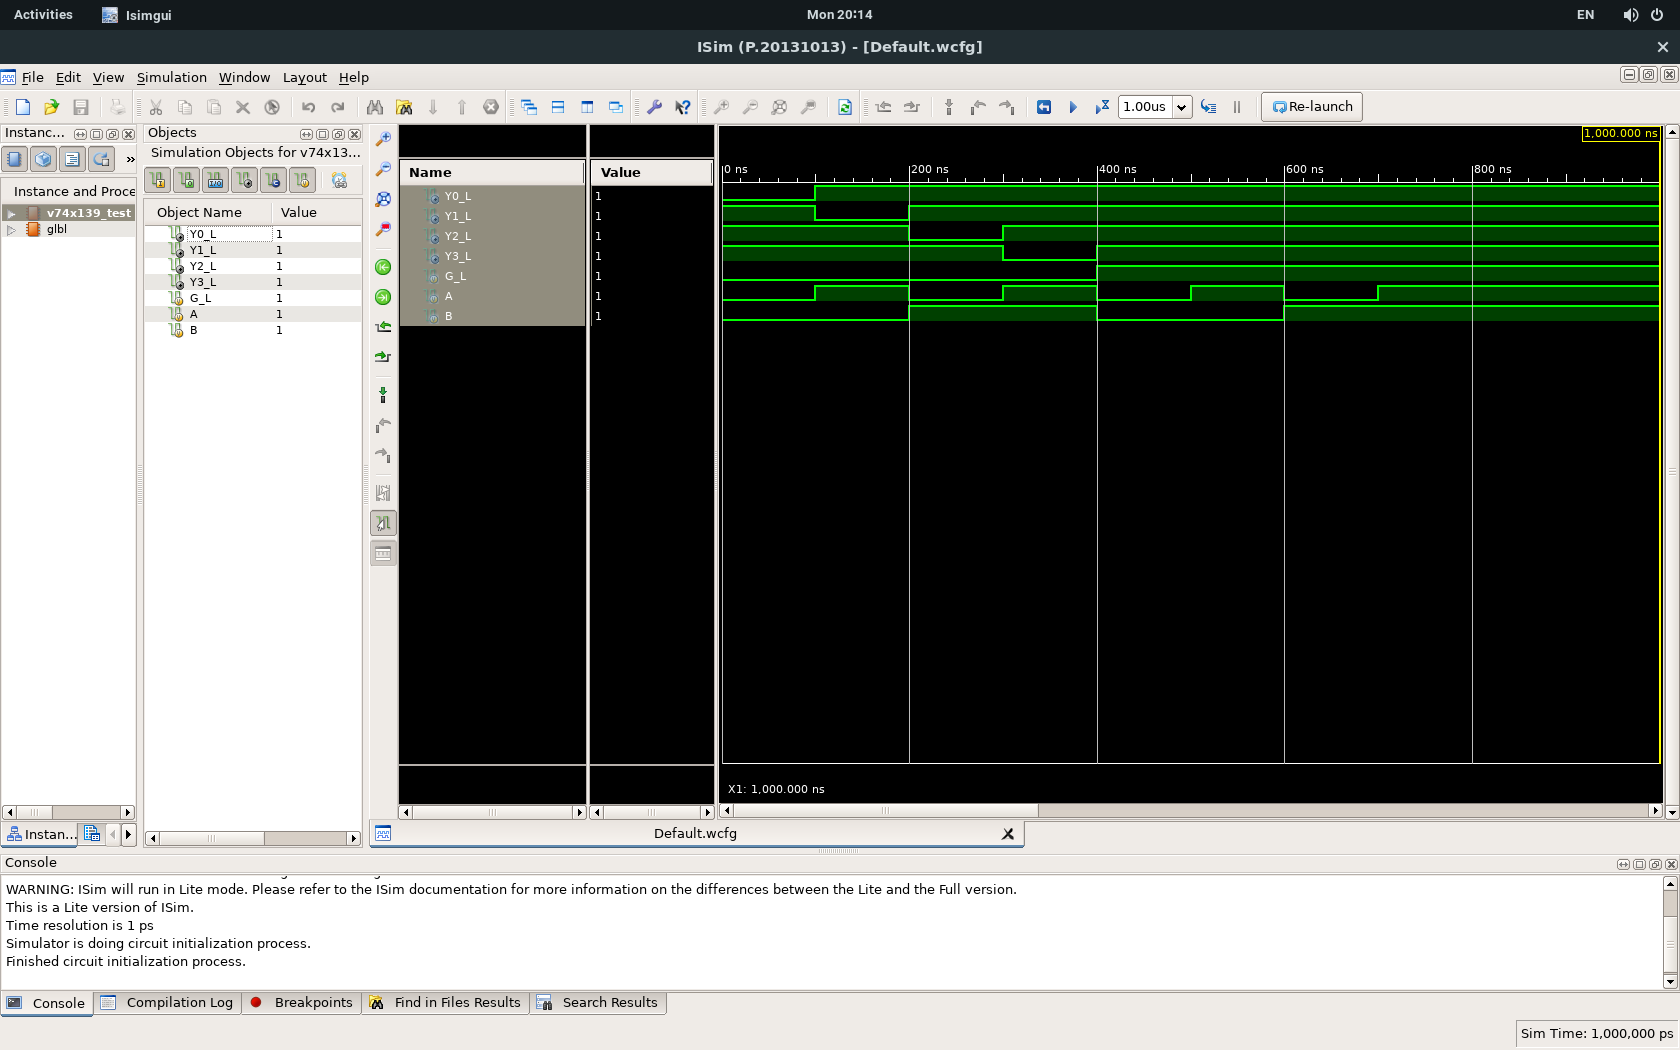 Activities Isimgui Mon 20:14 EN
ISim (P.20131013) - [Default.wcfg]
File Edit View Simulation Window Layout Help
1.00us Re-launch
Instanc...
Instance and Proce
v74x139_test
glbl
Instan...
Objects
Simulation Objects for v74x13...
Object Name Value
Y0_L 1
Y1_L 1
Y2_L 1
Y3_L 1
G_L 1
A 1
B 1
Name Value
Y0_L 1
Y1_L 1
Y2_L 1
Y3_L 1
G_L 1
A 1
B 1
1,000.000 ns
0 ns 200 ns 400 ns 600 ns 800 ns
X1: 1,000.000 ns
Default.wcfg
Console
WARNING: ISim will run in Lite mode. Please refer to the ISim documentation for more information on the differences between the Lite and the Full version.
This is a Lite version of ISim.
Time resolution is 1 ps
Simulator is doing circuit initialization process.
Finished circuit initialization process.
Console Compilation Log Breakpoints Find in Files Results Search Results
Sim Time: 1,000,000 ps